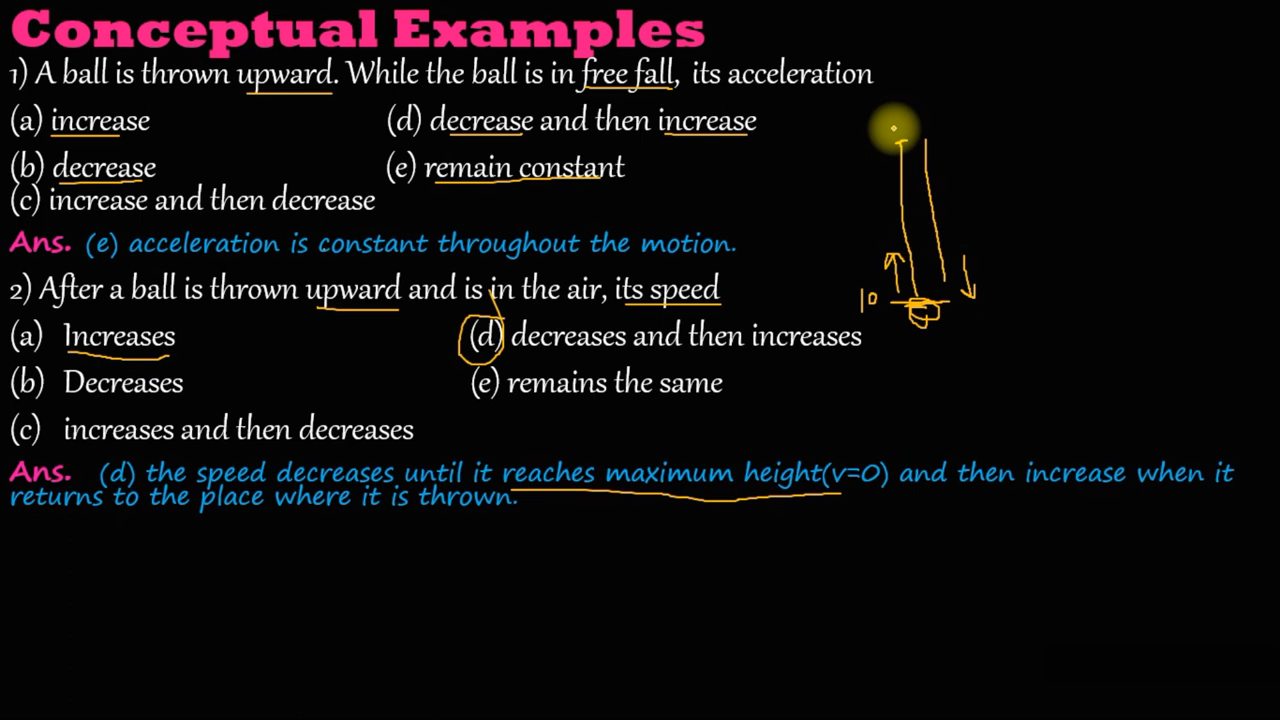 Conceptual Examples
1) A ball is thrown upward. While the ball is in free fall, its acceleration
(a) increase
(d) decrease and then increase
(b) decrease
(e) remain constant
(c) increase and then decrease
Ans. (e) acceleration is constant throughout the motion.
2) After a ball is thrown upward and is in the air, its speed
(a) Increases
(d) decreases and then increases
(b) Decreases
(e) remains the same
(c) increases and then decreases
Ans. (d) the speed decreases until it reaches maximum height(v=0) and then increase when it
returns to the place where it is thrown.
10